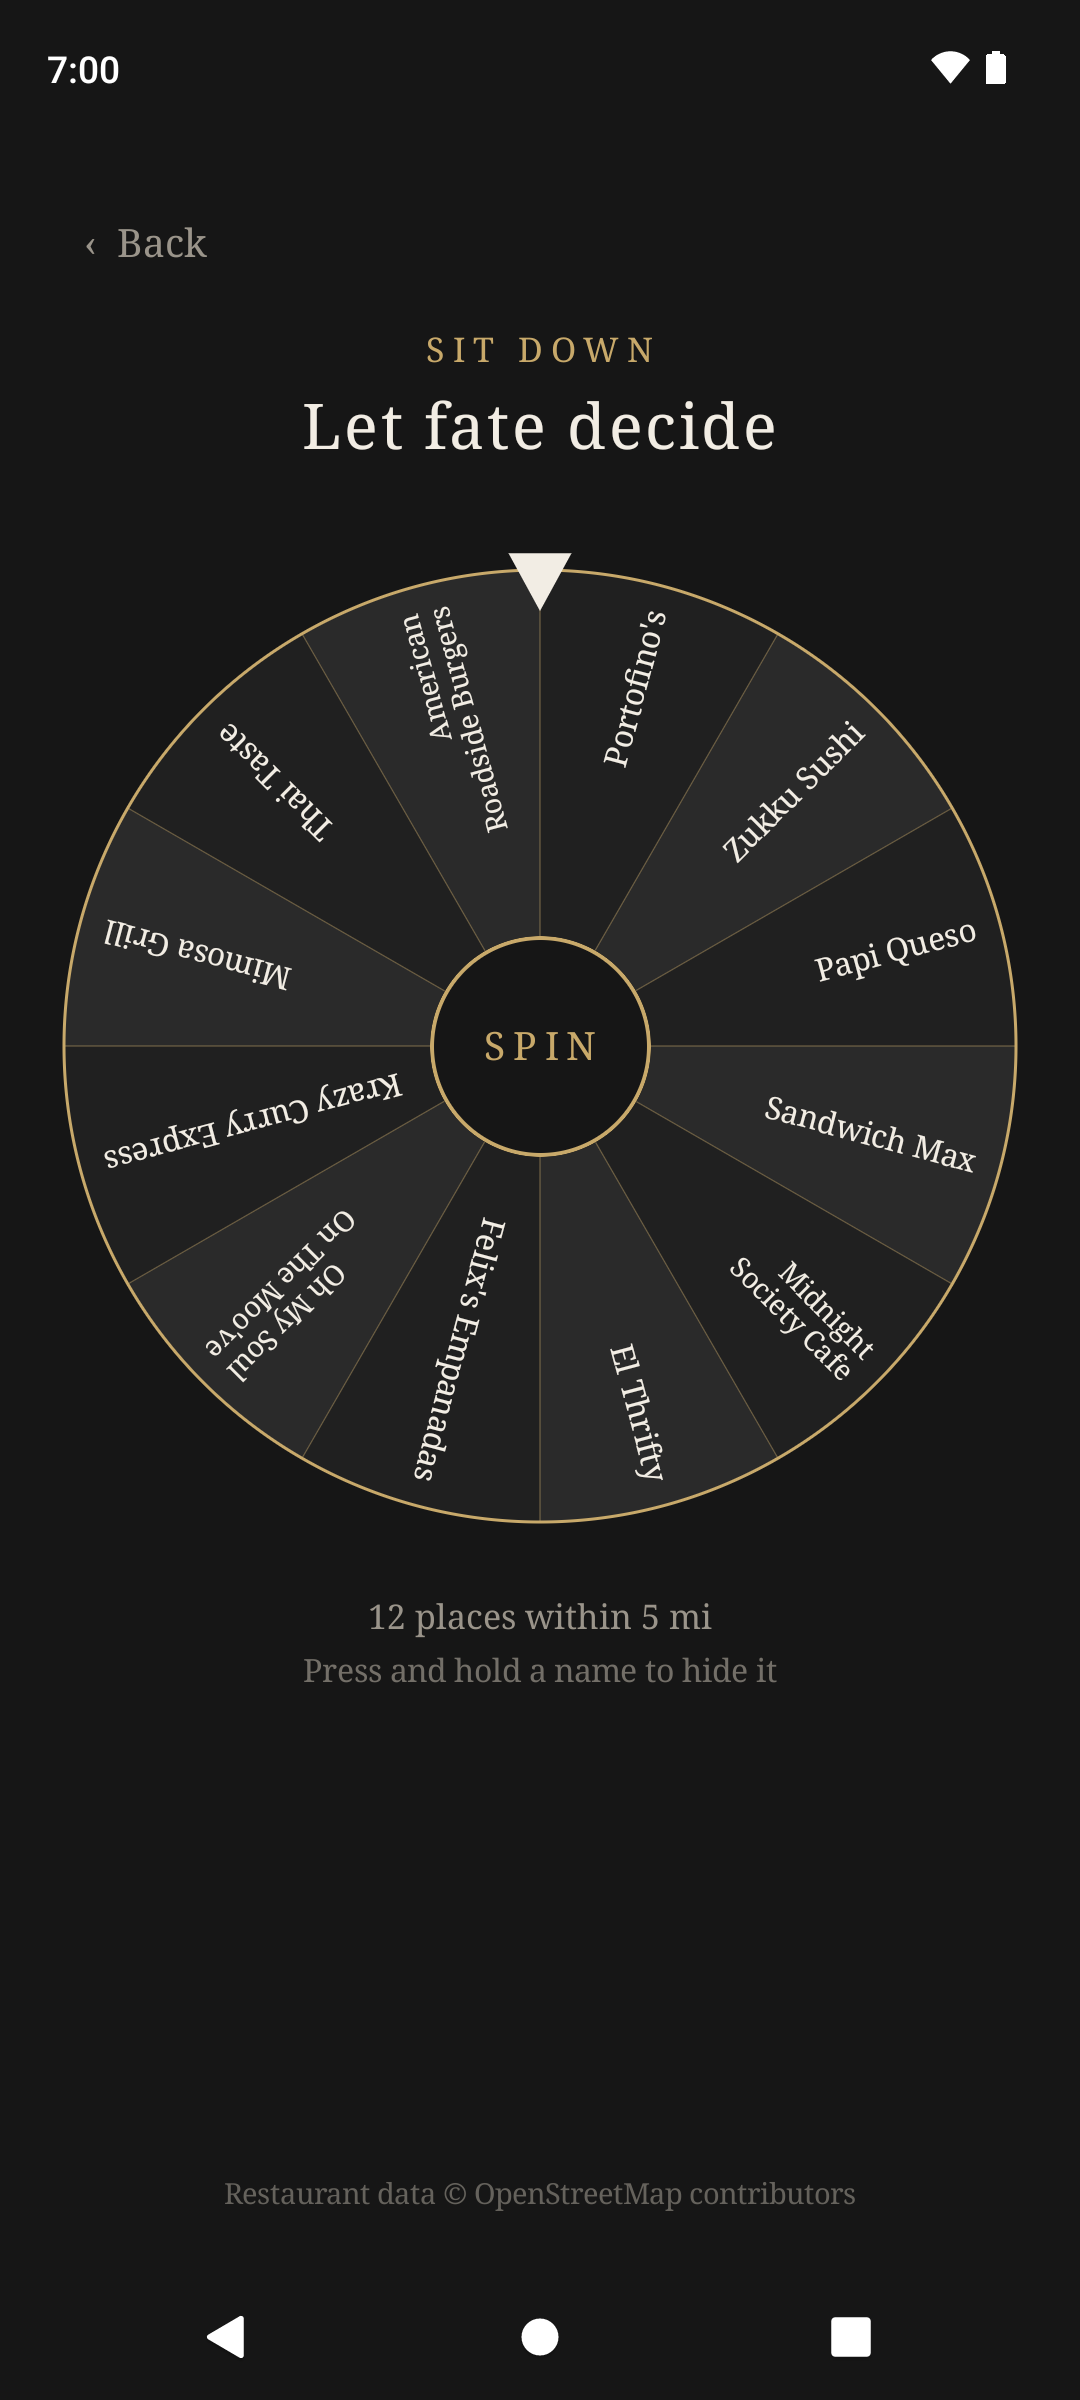 7:00
‹ Back
SIT DOWN
Let fate decide
Portofino's
Zukku Sushi
Papi Queso
Sandwich Max
Midnight
Society Cafe
El Thrifty
Felix's Empanadas
Oh My Soul
On The Moo've
Krazy Curry Express
Mimosa Grill
Thai Taste
American
Roadside Burgers
SPIN
12 places within 5 mi
Press and hold a name to hide it
Restaurant data © OpenStreetMap contributors